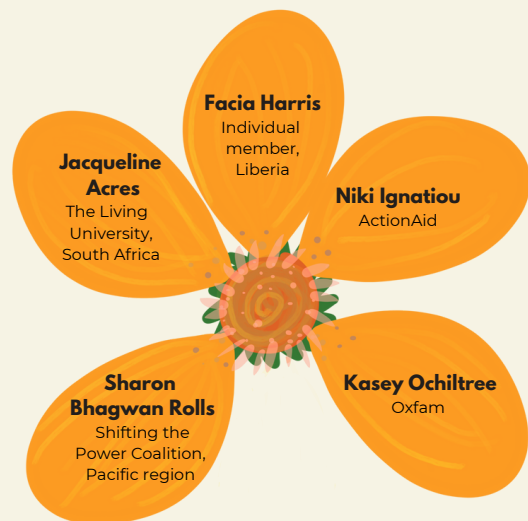 Facia Harris
Individual
member,
Liberia
Jacqueline
Acres
The Living
University,
South Africa
Niki Ignatiou
ActionAid
Sharon
Bhagwan Rolls
Shifting the
Power Coalition,
Pacific region
Kasey Ochiltree
Oxfam